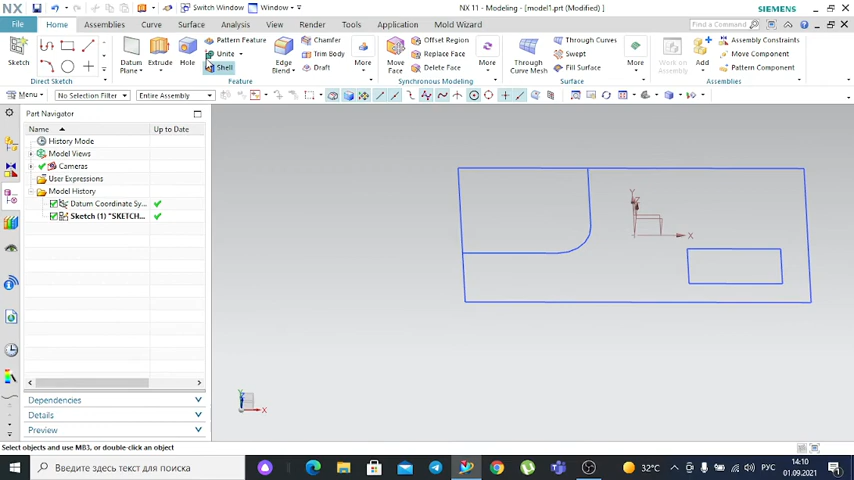 NX
Switch Window
Window
NX 11 - Modeling - [model1.prt (Modified) ]
SIEMENS
File
Home
Assemblies
Curve
Surface
Analysis
View
Render
Tools
Application
Mold Wizard
Find a Command
Sketch
Direct Sketch
Datum Plane
Extrude
Hole
Pattern Feature
Unite
Shell
Edge Blend
Chamfer
Trim Body
Draft
More
Feature
Move Face
Offset Region
Replace Face
Delete Face
More
Synchronous Modeling
Through Curve Mesh
Through Curves
Swept
Fill Surface
More
Surface
Work on Assembly
Add
Assembly Constraints
Move Component
Pattern Component
Assemblies
Menu
No Selection Filter
Entire Assembly
Part Navigator
Name
Up to Date
History Mode
Model Views
Cameras
User Expressions
Model History
Datum Coordinate Sy...
Sketch (1) "SKETCH...
Dependencies
Details
Preview
Y
X
X
Select objects and use MB3, or double-click an object
Введите здесь текст для поиска
32°C
РУС
14:10
01.09.2021